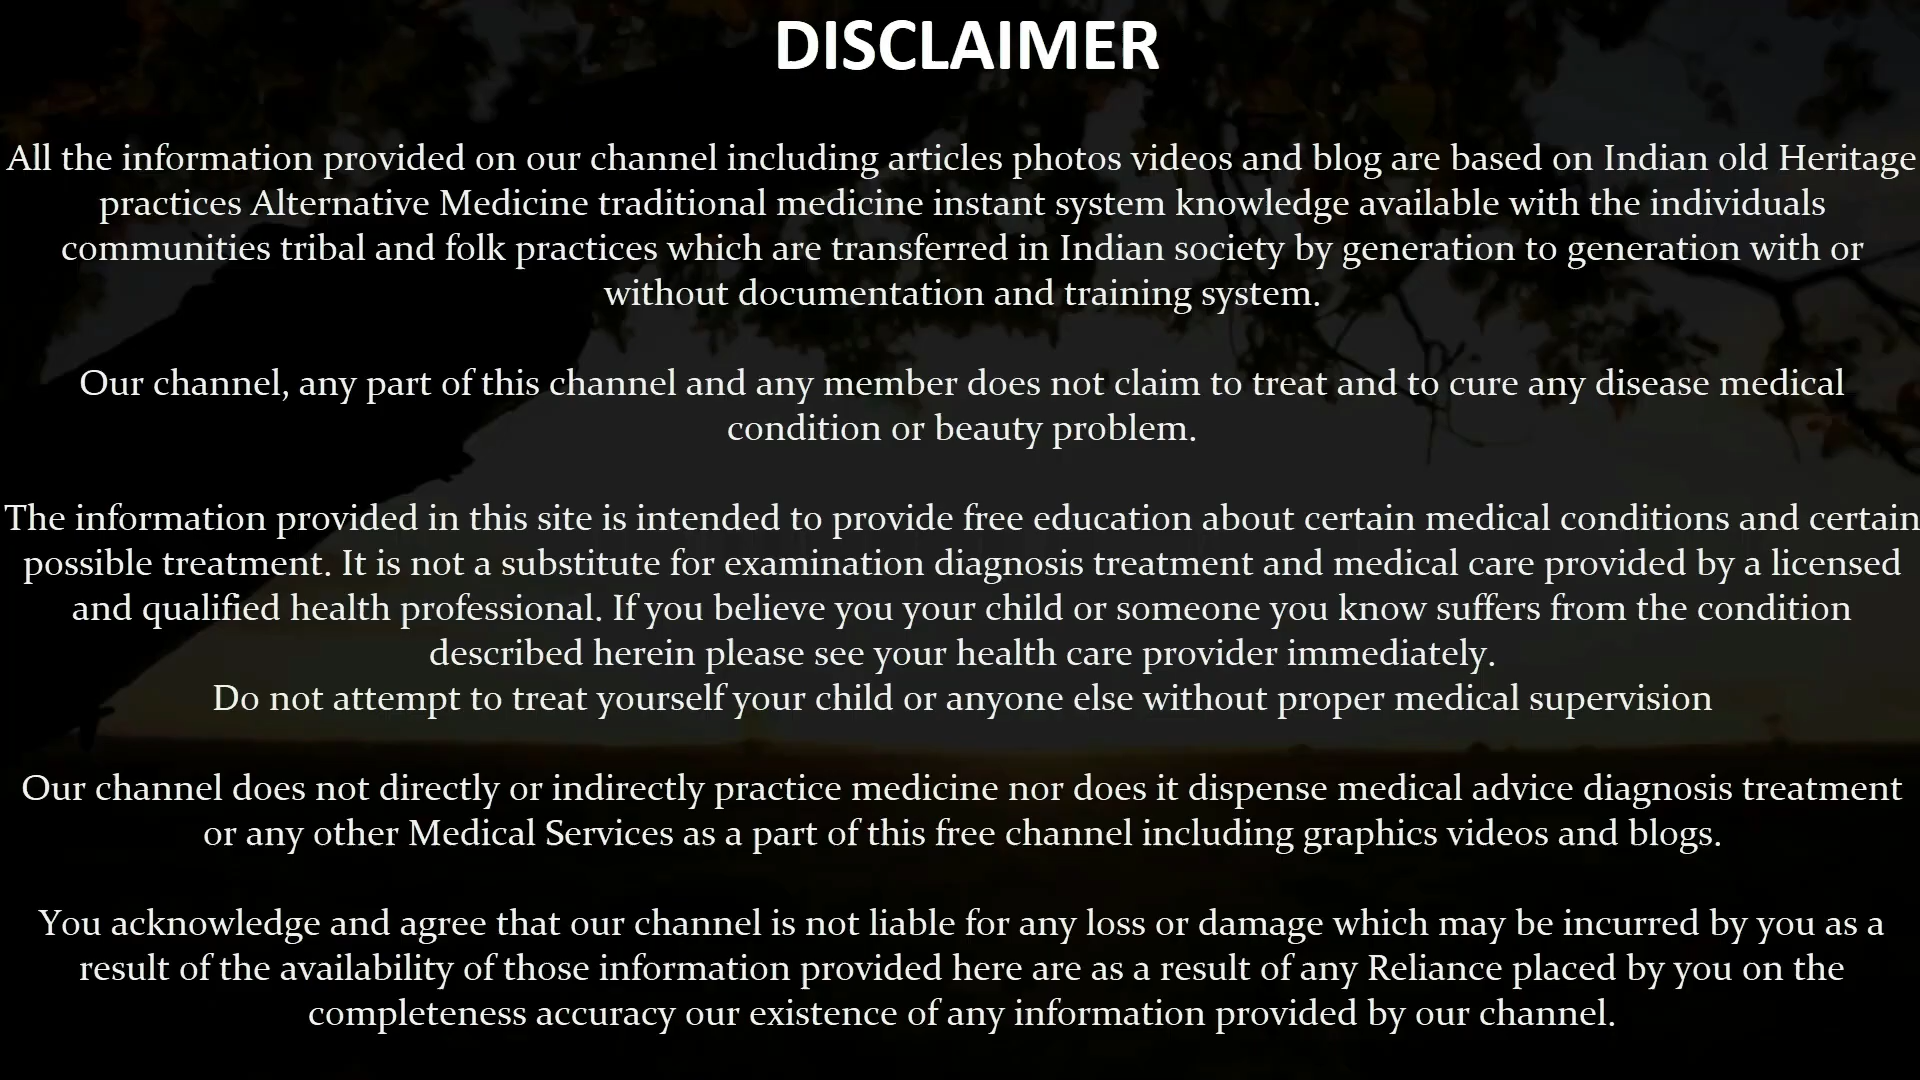 DISCLAIMER
All the information provided on our channel including articles photos videos and blog are based on Indian old Heritage
practices Alternative Medicine traditional medicine instant system knowledge available with the individuals
communities tribal and folk practices which are transferred in Indian society by generation to generation with or
without documentation and training system.
Our channel, any part of this channel and any member does not claim to treat and to cure any disease medical
condition or beauty problem.
The information provided in this site is intended to provide free education about certain medical conditions and certain
possible treatment. It is not a substitute for examination diagnosis treatment and medical care provided by a licensed
and qualified health professional. If you believe you your child or someone you know suffers from the condition
described herein please see your health care provider immediately.
Do not attempt to treat yourself your child or anyone else without proper medical supervision
Our channel does not directly or indirectly practice medicine nor does it dispense medical advice diagnosis treatment
or any other Medical Services as a part of this free channel including graphics videos and blogs.
You acknowledge and agree that our channel is not liable for any loss or damage which may be incurred by you as a
result of the availability of those information provided here are as a result of any Reliance placed by you on the
completeness accuracy our existence of any information provided by our channel.